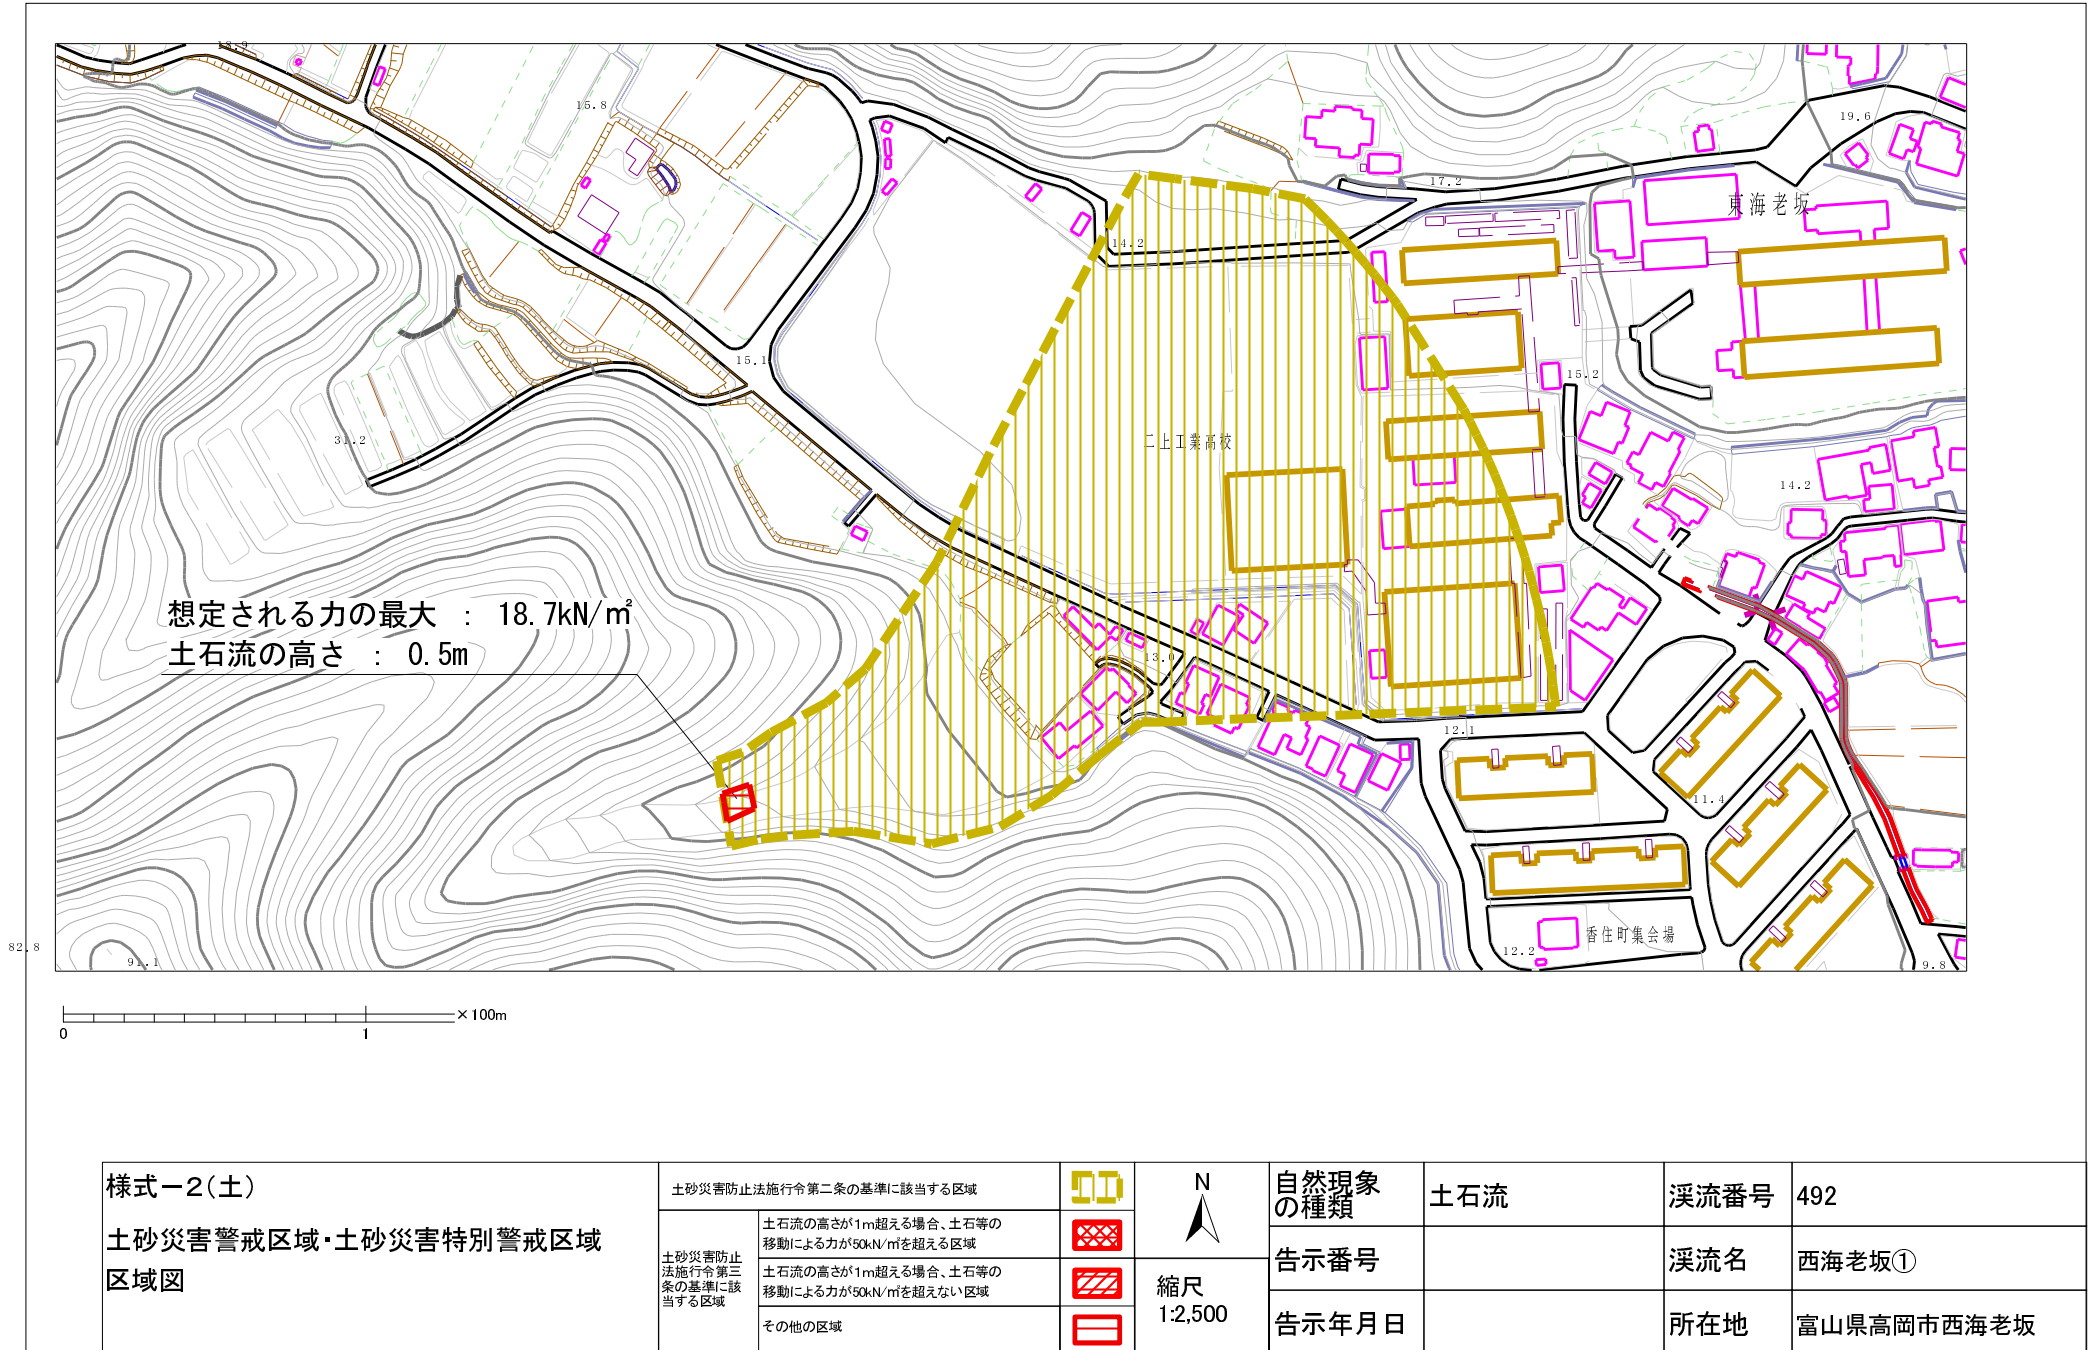 13.9
15.8
19.6
17.2
東海老坂
14.2
15.1
15.2
31.2
二上工業高校
14.2
想定される力の最大 : 18.7kN/㎡
土石流の高さ : 0.5m
13.0
12.1
11.4
香住町集会場
12.2
82.8
91.1
9.8
×100m
0 1
様式－2(土)
土砂災害警戒区域・土砂災害特別警戒区域
区域図
土砂災害防止法施行令第二条の基準に該当する区域
土砂災害防止
法施行令第三
条の基準に該
当する区域
土石流の高さが1m超える場合、土石等の
移動による力が50kN/㎡を超える区域
土石流の高さが1m超える場合、土石等の
移動による力が50kN/㎡を超えない区域
その他の区域
N
縮尺
1:2,500
自然現象
の種類
土石流
渓流番号
492
告示番号
渓流名
西海老坂①
告示年月日
所在地
富山県高岡市西海老坂